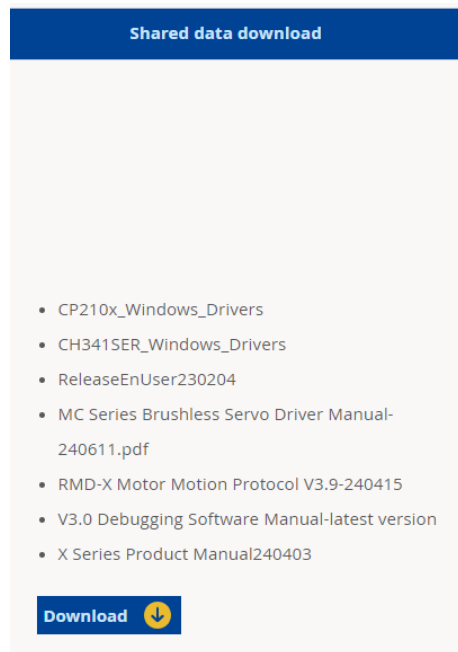 Shared data download
CP210x_Windows_Drivers
CH341SER_Windows_Drivers
ReleaseEnUser230204
MC Series Brushless Servo Driver Manual-
240611.pdf
RMD-X Motor Motion Protocol V3.9-240415
V3.0 Debugging Software Manual-latest version
X Series Product Manual240403
Download